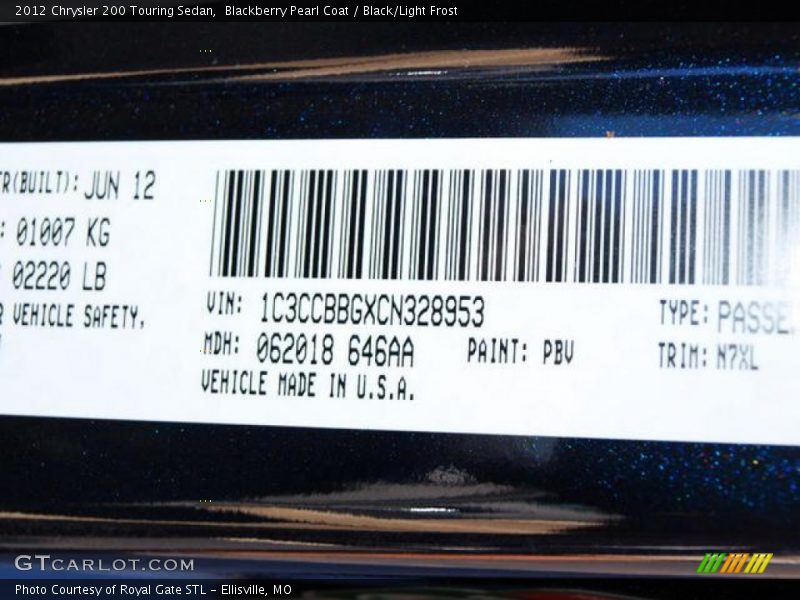 2012 Chrysler 200 Touring Sedan, Blackberry Pearl Coat / Black/Light Frost
R(BUILT): JUN 12
: 01007 KG
02220 LB
R VEHICLE SAFETY,
VIN: 1C3CCBBGXCN328953
TYPE: PASSE
MDH: 062018 646AA
PAINT: PBV
TRIM: N7XL
VEHICLE MADE IN U.S.A.
GTCARLOT.COM
Photo Courtesy of Royal Gate STL – Ellisville, MO